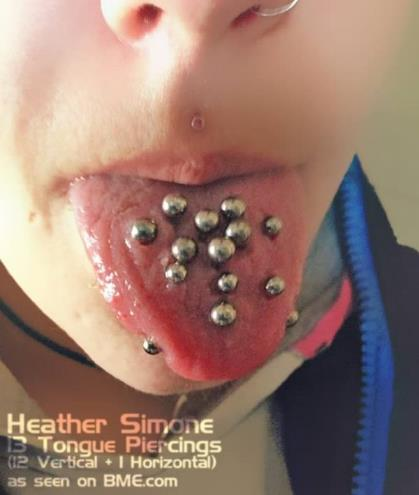 Heather Simone
13 Tongue Piercings
(12 Vertical + 1 Horizontal)
as seen on BME.com